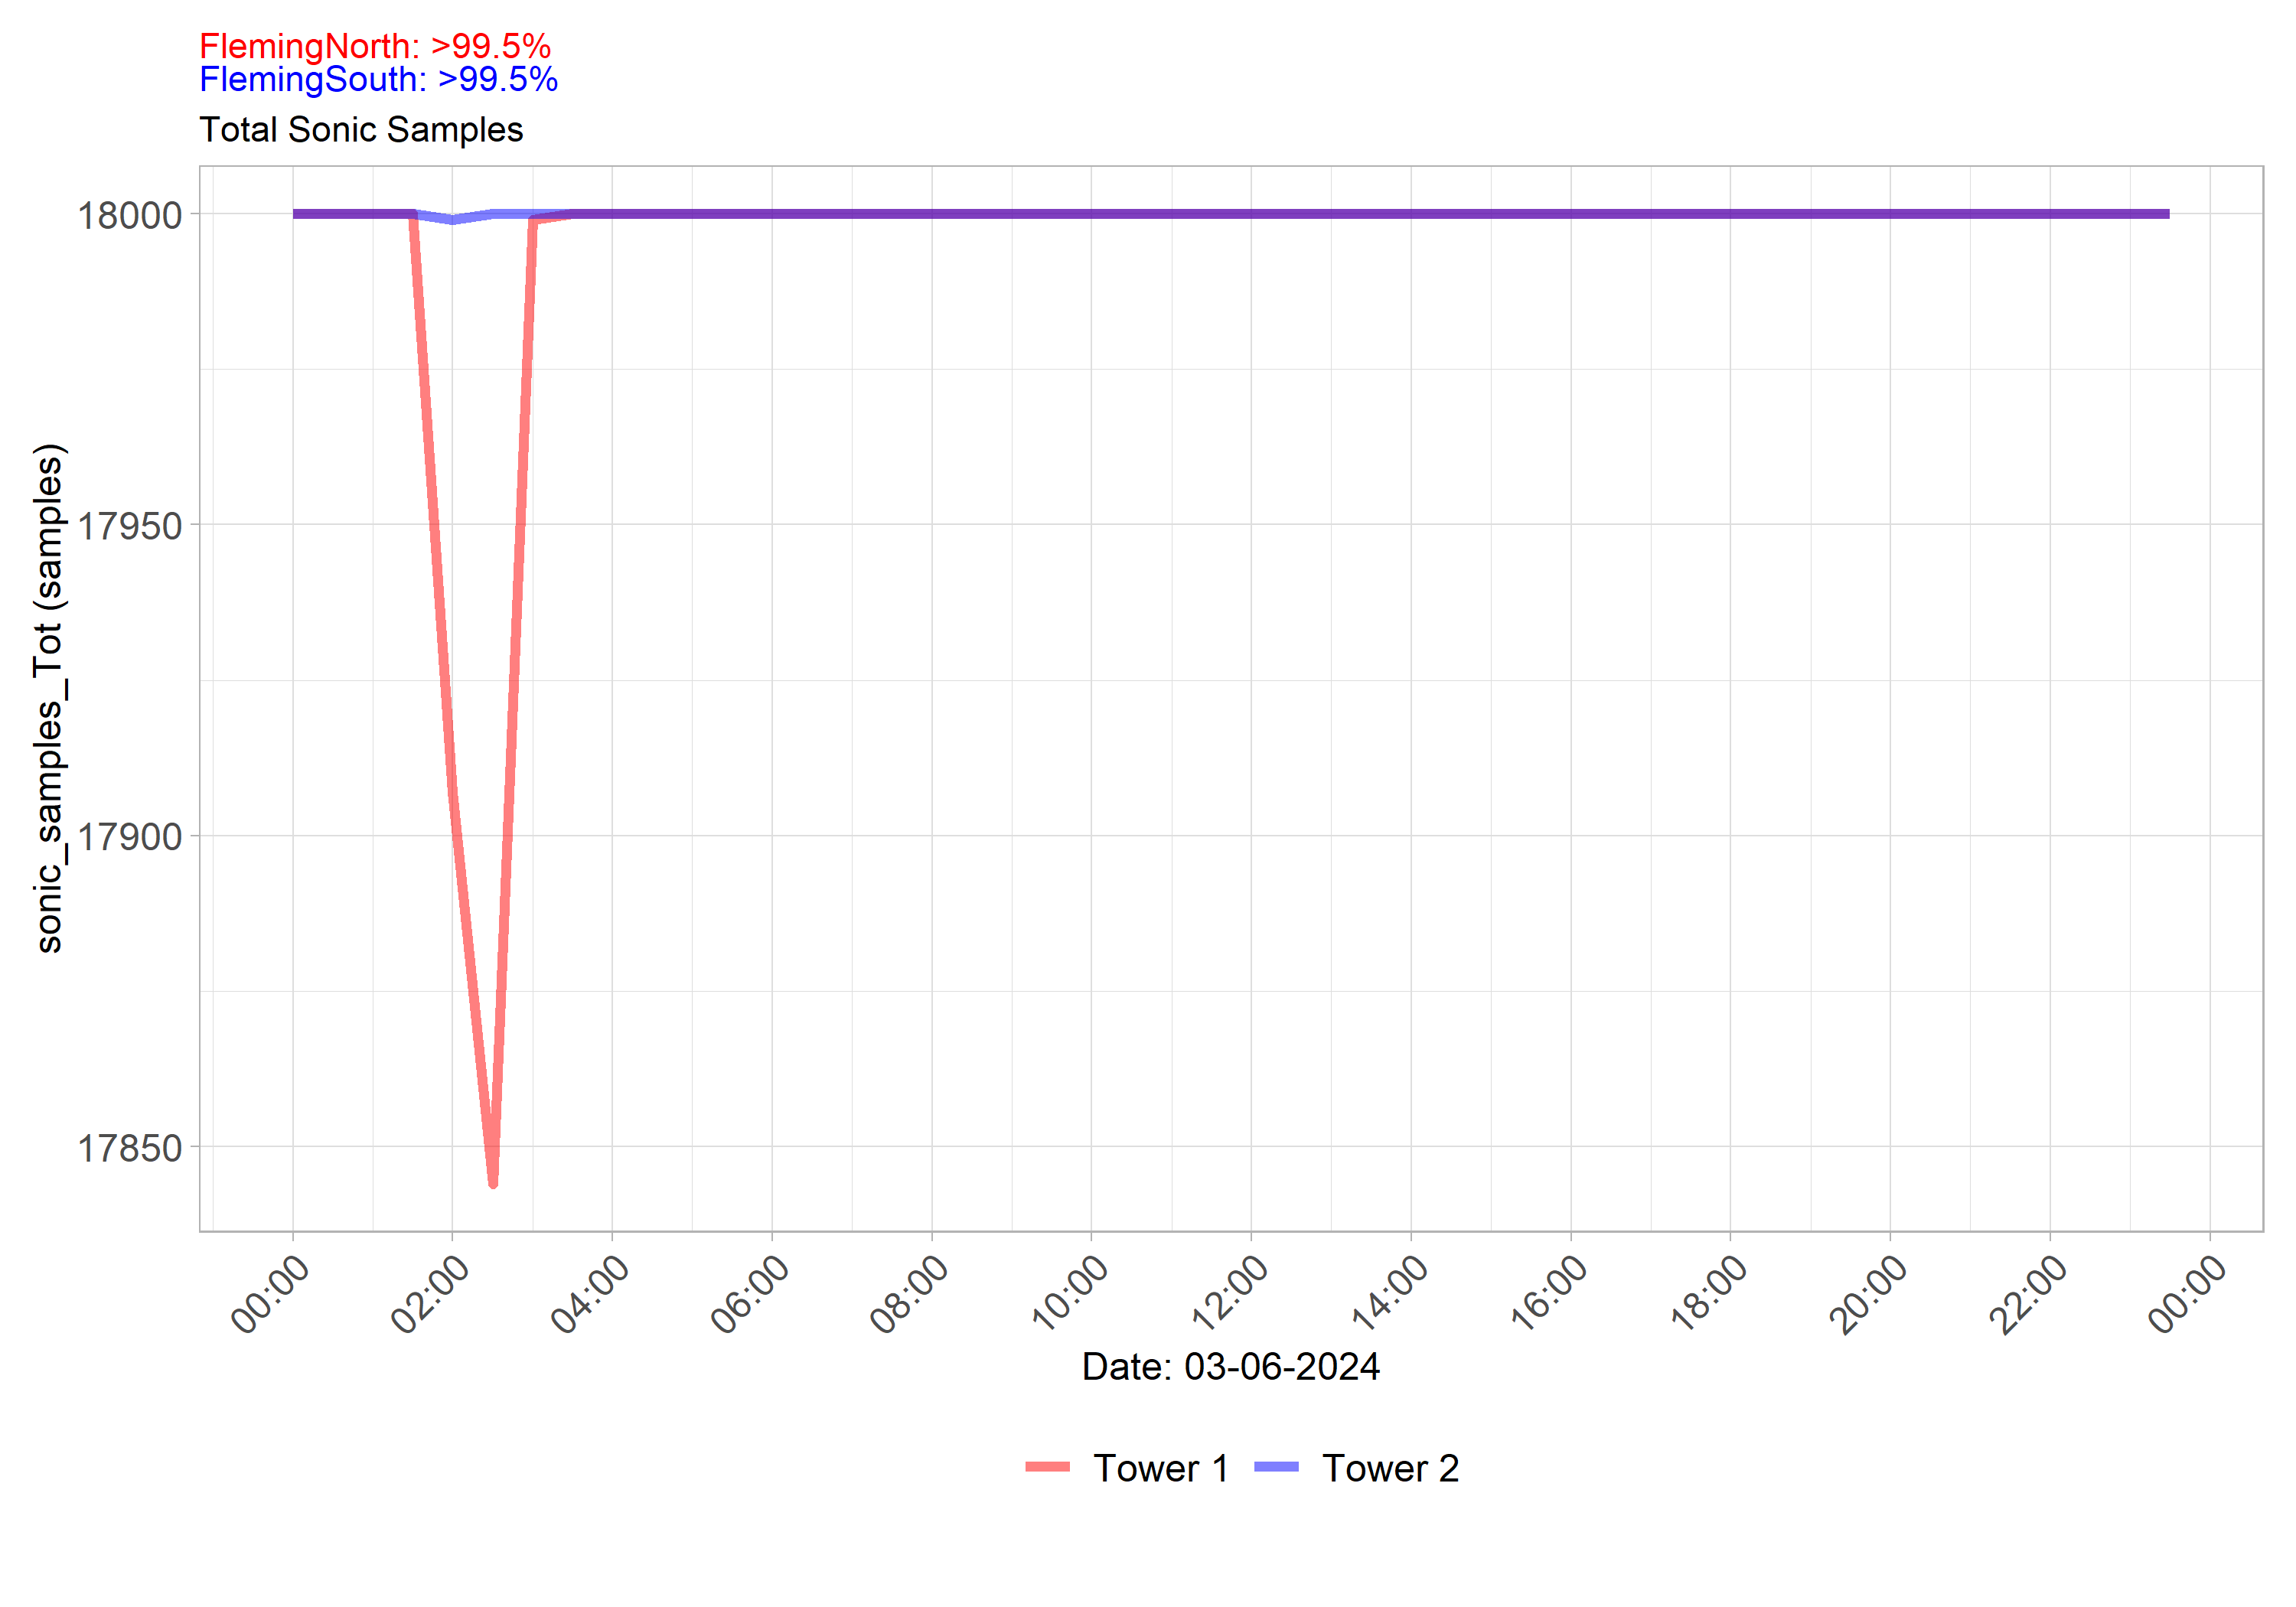 FlemingNorth: >99.5%
FlemingSouth: >99.5%
Total Sonic Samples
sonic_samples_Tot (samples)
18000
17950
17900
17850
00:00 02:00 04:00 06:00 08:00 10:00 12:00 14:00 16:00 18:00 20:00 22:00 00:00
Date: 03-06-2024
Tower 1 Tower 2